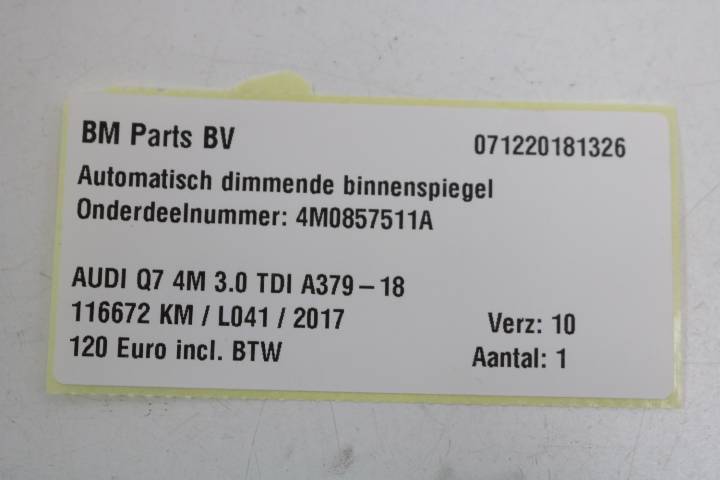 BM Parts BV 071220181326
Automatisch dimmende binnenspiegel
Onderdeelnummer: 4M0857511A
AUDI Q7 4M 3.0 TDI A379-18
116672 KM / L041 / 2017 Verz: 10
120 Euro incl. BTW Aantal: 1